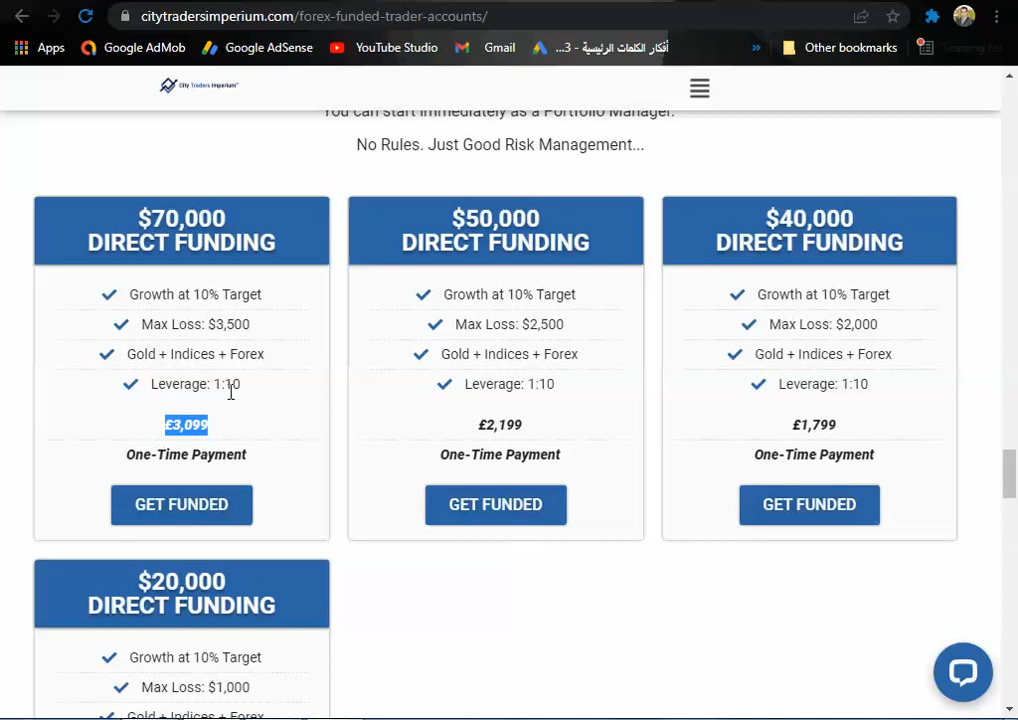 citytradersimperium.com/forex-funded-trader-accounts/
Apps Google AdMob Google AdSense YouTube Studio Gmail أفكار الكلمات الرئيسية - 3... » Other bookmarks Reading list
City Traders Imperium
You can start immediately as a Portfolio Manager.
No Rules. Just Good Risk Management...
$70,000
DIRECT FUNDING
Growth at 10% Target
Max Loss: $3,500
Gold + Indices + Forex
Leverage: 1:10
£3,099
One-Time Payment
GET FUNDED
$50,000
DIRECT FUNDING
Growth at 10% Target
Max Loss: $2,500
Gold + Indices + Forex
Leverage: 1:10
£2,199
One-Time Payment
GET FUNDED
$40,000
DIRECT FUNDING
Growth at 10% Target
Max Loss: $2,000
Gold + Indices + Forex
Leverage: 1:10
£1,799
One-Time Payment
GET FUNDED
$20,000
DIRECT FUNDING
Growth at 10% Target
Max Loss: $1,000
Gold + Indices + Forex